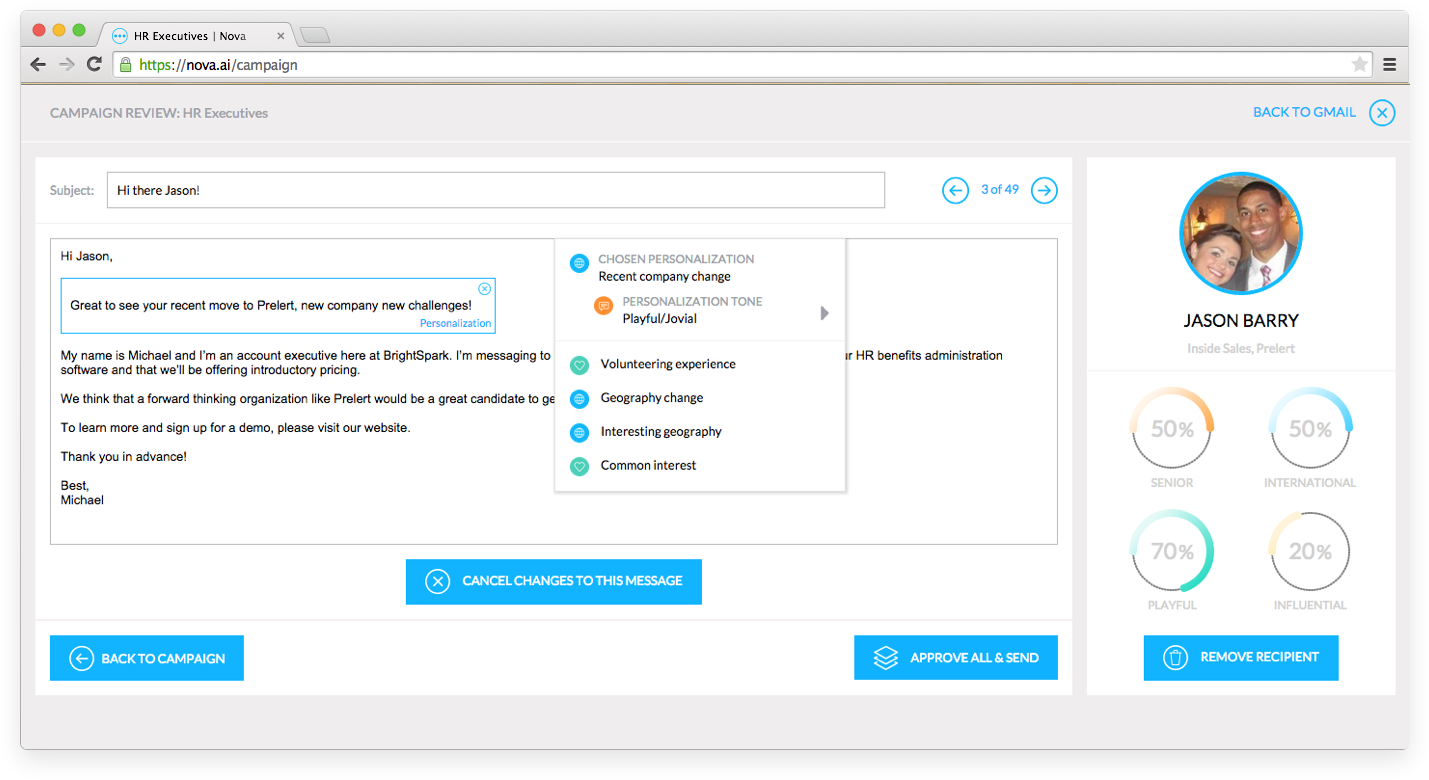 HR Executives | Nova
https://nova.ai/campaign
CAMPAIGN REVIEW: HR Executives
BACK TO GMAIL
Subject:
Hi there Jason!
3 of 49
Hi Jason,
Great to see your recent move to Prelert, new company new challenges!
Personalization
My name is Michael and I'm an account executive here at BrightSpark. I'm messaging to
r HR benefits administration
software and that we'll be offering introductory pricing.
We think that a forward thinking organization like Prelert would be a great candidate to ge
To learn more and sign up for a demo, please visit our website.
Thank you in advance!
Best,
Michael
CHOSEN PERSONALIZATION
Recent company change
PERSONALIZATION TONE
Playful/Jovial
Volunteering experience
Geography change
Interesting geography
Common interest
CANCEL CHANGES TO THIS MESSAGE
BACK TO CAMPAIGN
APPROVE ALL & SEND
JASON BARRY
Inside Sales, Prelert
50%
SENIOR
50%
INTERNATIONAL
70%
PLAYFUL
20%
INFLUENTIAL
REMOVE RECIPIENT